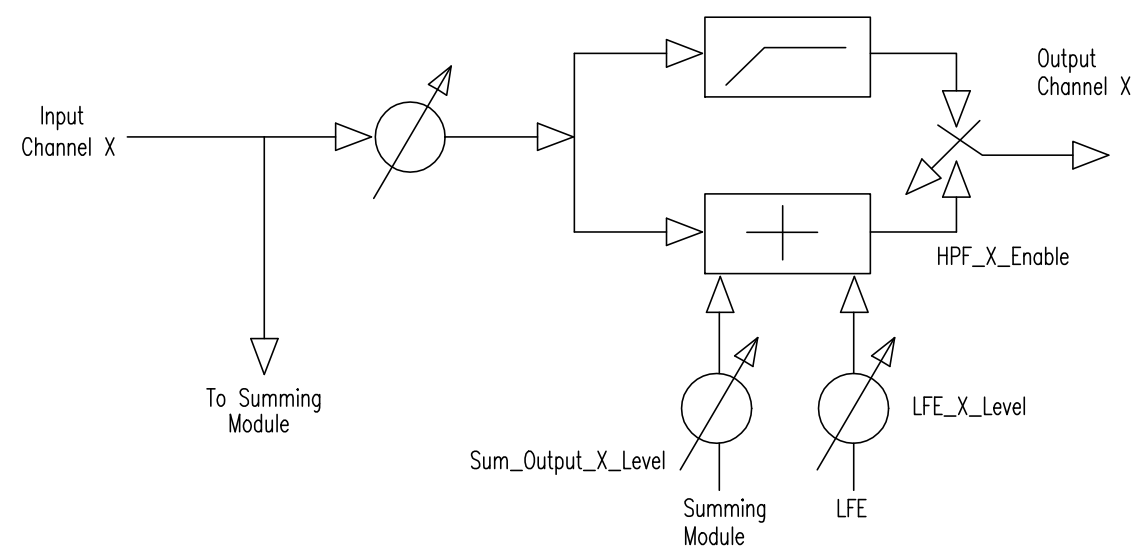 Output
Channel X
Input
Channel X
HPF_X_Enable
To Summing
Module
LFE_X_Level
Sum_Output_X_Level
Summing
Module
LFE